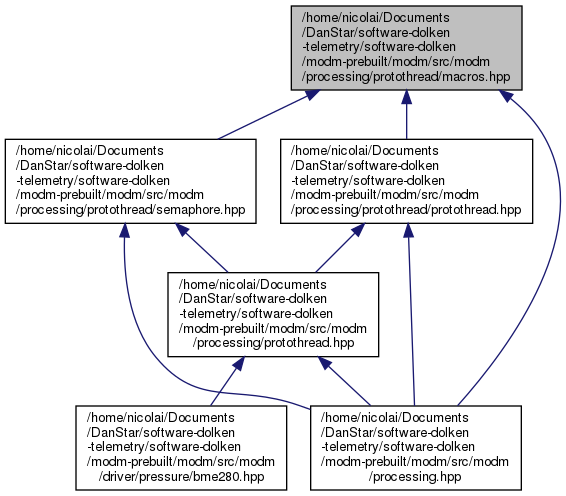 /home/nicolai/Documents
/DanStar/software-dolken
-telemetry/software-dolken
/modm-prebuilt/modm/src/modm
/processing/protothread/macros.hpp
/home/nicolai/Documents
/DanStar/software-dolken
-telemetry/software-dolken
/modm-prebuilt/modm/src/modm
/processing/protothread/semaphore.hpp
/home/nicolai/Documents
/DanStar/software-dolken
-telemetry/software-dolken
/modm-prebuilt/modm/src/modm
/processing/protothread/protothread.hpp
/home/nicolai/Documents
/DanStar/software-dolken
-telemetry/software-dolken
/modm-prebuilt/modm/src/modm
/processing/protothread.hpp
/home/nicolai/Documents
/DanStar/software-dolken
-telemetry/software-dolken
/modm-prebuilt/modm/src/modm
/driver/pressure/bme280.hpp
/home/nicolai/Documents
/DanStar/software-dolken
-telemetry/software-dolken
/modm-prebuilt/modm/src/modm
/processing.hpp